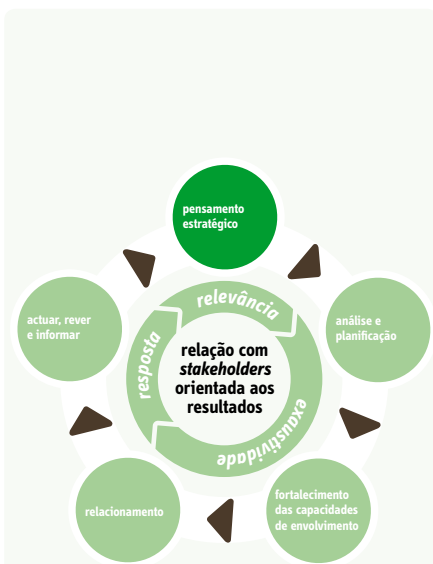 pensamento
estratégico
relevância
actuar, rever
e informar
análise e
planificação
resposta
relação com
stakeholders
orientada aos
resultados
exaustividade
relacionamento
fortalecimento
das capacidades
de envolvimento